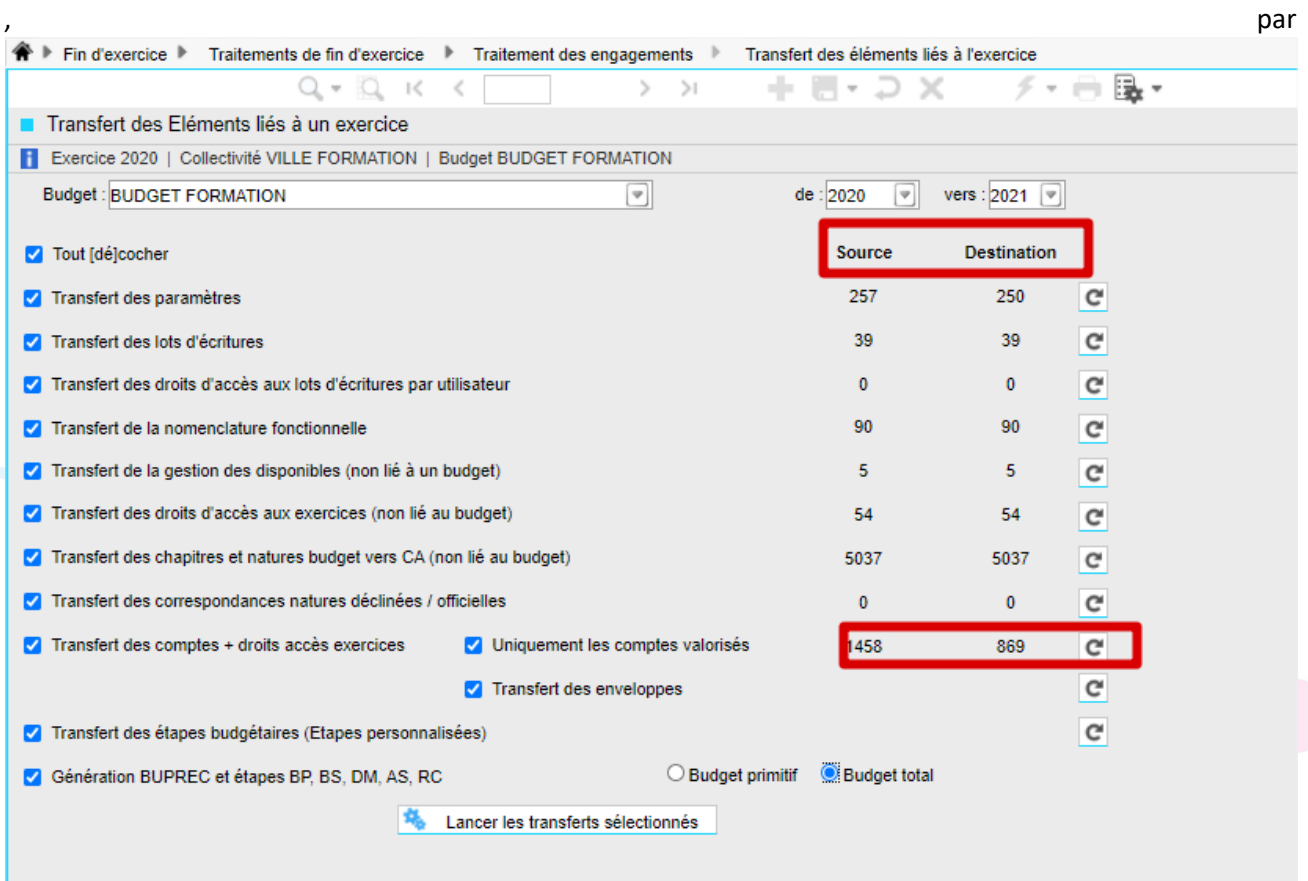 , par
Fin d'exercice Traitements de fin d'exercice Traitement des engagements Transfert des éléments liés à l'exercice
Transfert des Eléments liés à un exercice
Exercice 2020 | Collectivité VILLE FORMATION | Budget BUDGET FORMATION
Budget : BUDGET FORMATION de : 2020 vers : 2021
Tout [dé]cocher Source Destination
Transfert des paramètres 257 250
Transfert des lots d'écritures 39 39
Transfert des droits d'accès aux lots d'écritures par utilisateur 0 0
Transfert de la nomenclature fonctionnelle 90 90
Transfert de la gestion des disponibles (non lié à un budget) 5 5
Transfert des droits d'accès aux exercices (non lié au budget) 54 54
Transfert des chapitres et natures budget vers CA (non lié au budget) 5037 5037
Transfert des correspondances natures déclinées / officielles 0 0
Transfert des comptes + droits accès exercices Uniquement les comptes valorisés 1458 869
Transfert des enveloppes
Transfert des étapes budgétaires (Etapes personnalisées)
Génération BUPREC et étapes BP, BS, DM, AS, RC Budget primitif Budget total
Lancer les transferts sélectionnés